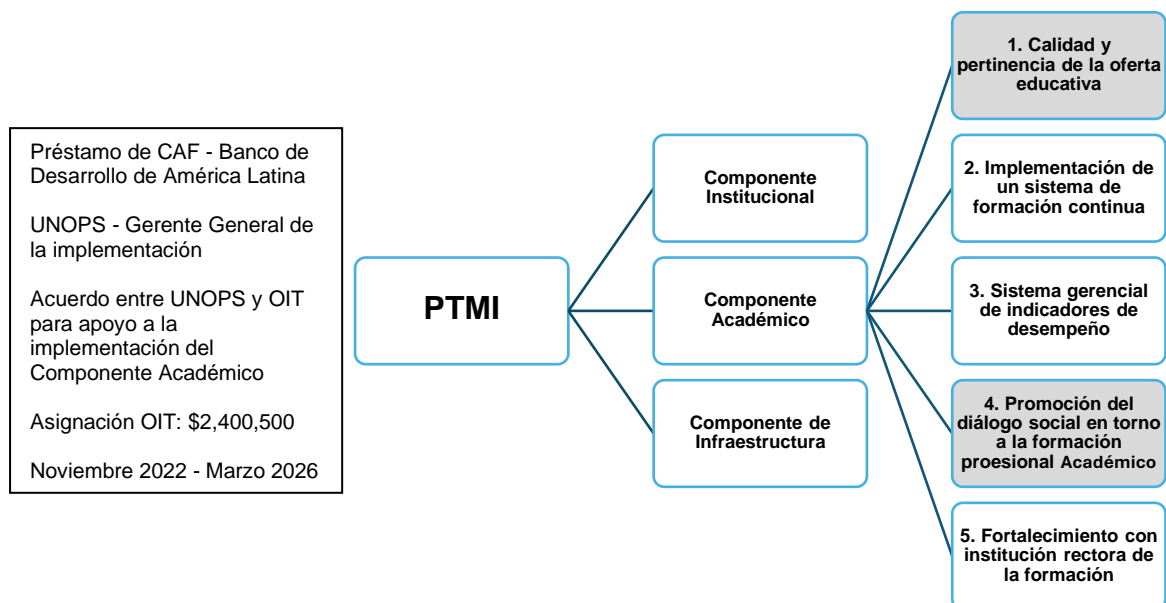 Préstamo de CAF - Banco de
Desarrollo de América Latina
UNOPS - Gerente General de
la implementación
Acuerdo entre UNOPS y OIT
para apoyo a la
implementación del
Componente Académico
Asignación OIT: $2,400,500
Noviembre 2022 - Marzo 2026
PTMI
Componente
Institucional
Componente
Académico
Componente de
Infraestructura
1. Calidad y
pertinencia de la oferta
educativa
2. Implementación de
un sistema de
formación continua
3. Sistema gerencial
de indicadores de
desempeño
4. Promoción del
diálogo social en torno
a la formación
proesional Académico
5. Fortalecimiento con
institución rectora de
la formación